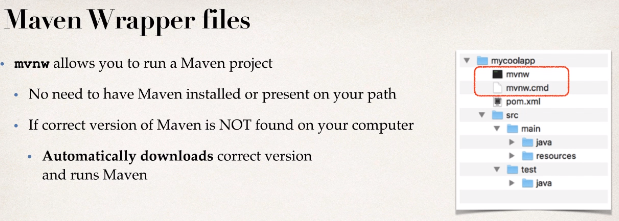 Maven Wrapper files
mvnw allows you to run a Maven project
No need to have Maven installed or present on your path
If correct version of Maven is NOT found on your computer
Automatically downloads correct version
and runs Maven
mycoolapp
mvnw
mvnw.cmd
pom.xml
src
main
java
resources
test
java